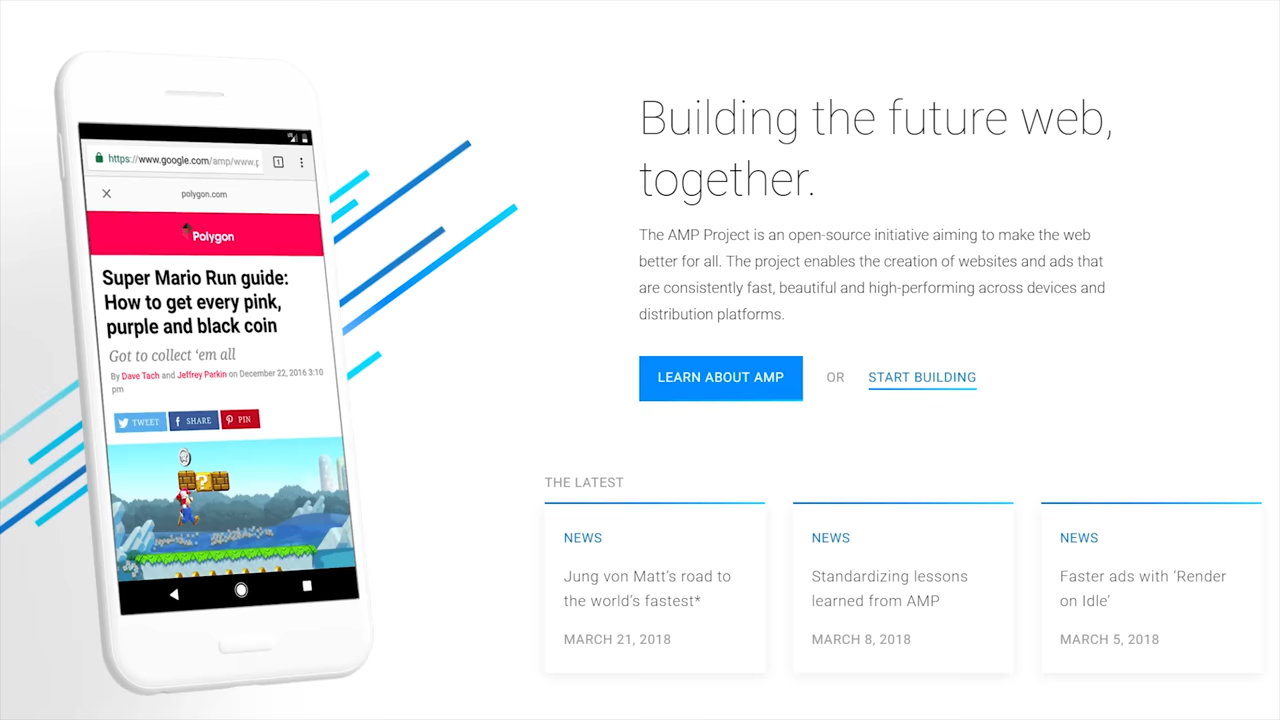 https://www.google.com/amp/www.p
1
polygon.com
Polygon
Super Mario Run guide:
How to get every pink,
purple and black coin
Got to collect ‘em all
By Dave Tach and Jeffrey Parkin on December 22, 2016 3:10
pm
TWEET
SHARE
PIN
?
Building the future web,
together.
The AMP Project is an open-source initiative aiming to make the web
better for all. The project enables the creation of websites and ads that
are consistently fast, beautiful and high-performing across devices and
distribution platforms.
LEARN ABOUT AMP
OR
START BUILDING
THE LATEST
NEWS
Jung von Matt’s road to
the world’s fastest*
MARCH 21, 2018
NEWS
Standardizing lessons
learned from AMP
MARCH 8, 2018
NEWS
Faster ads with ‘Render
on Idle’
MARCH 5, 2018